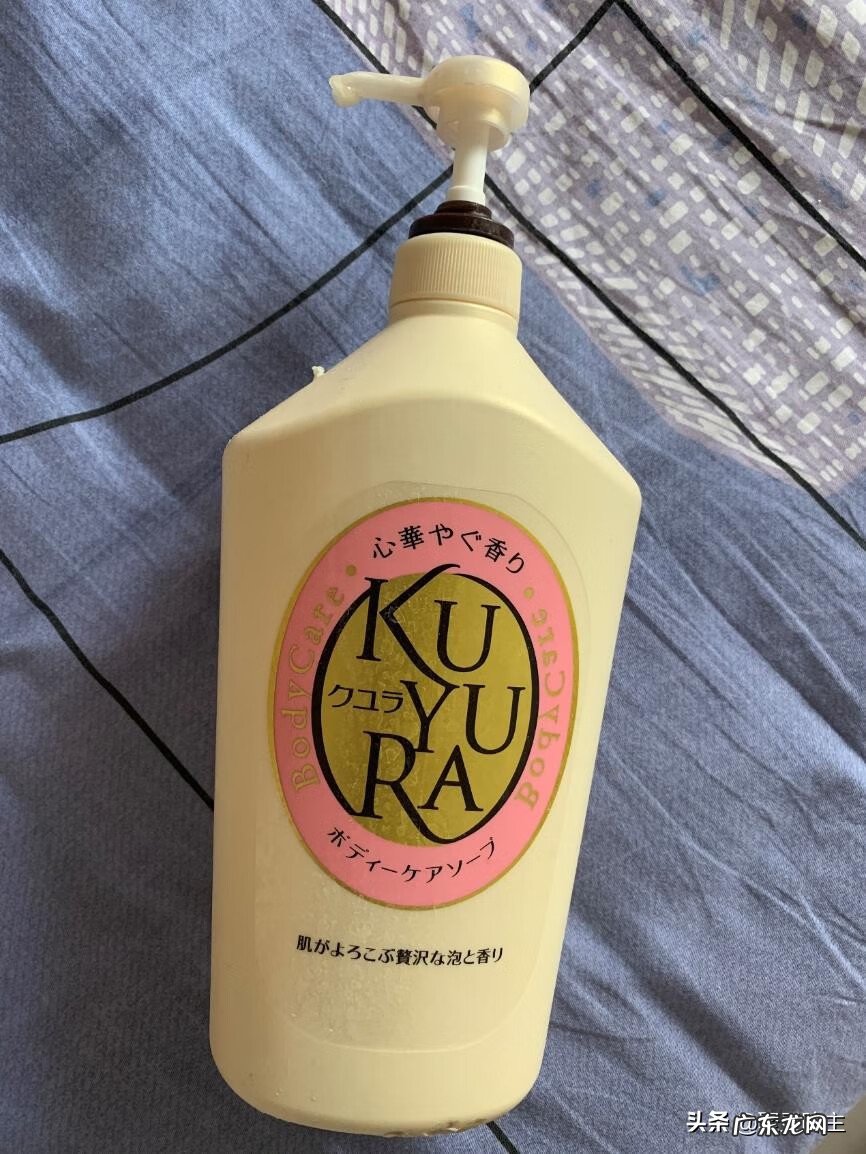 心華やぐ香り
BodyCare
BodyCare
KU
クユラ
YU
RA
ボディーケアソープ
肌がよろこぶ贅沢な泡と香り
头条
东龙网